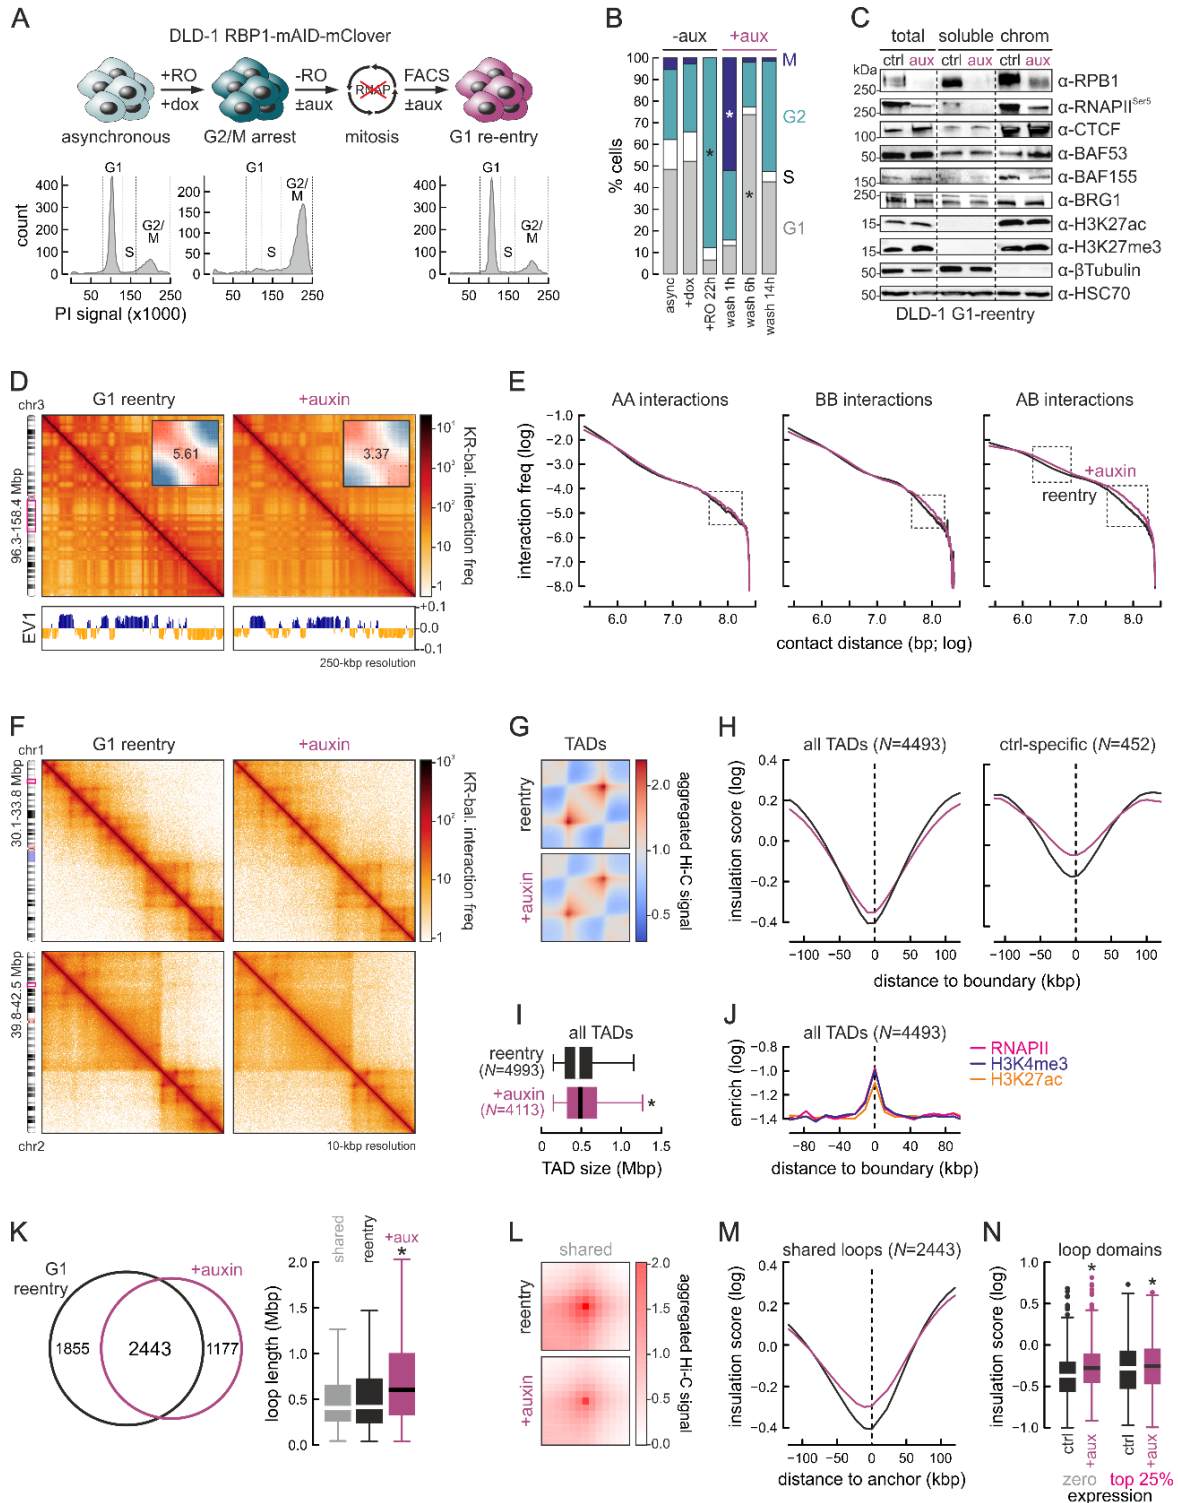 A
DLD-1 RBP1-mAID-mClover
+RO
+dox
-RO
±aux
RNAP
FACS
±aux
asynchronous
G2/M arrest
mitosis
G1 re-entry
count
400
300
200
100
0
G1
S
G2/
M
50
150
250
PI signal (x1000)
200
100
0
G1
S
G2/
M
50
150
250
400
300
200
100
0
G1
S
G2/
M
50
150
250
B
-aux
+aux
% cells
100
90
80
70
60
50
40
30
20
10
0
M
G2
S
G1
*
*
*
async
+dox
+RO 22h
wash 1h
wash 6h
wash 14h
C
total
soluble
chrom
kDa
ctrl
aux
ctrl
aux
ctrl
aux
250
α-RPB1
250
α-RNAPII Ser5
125
α-CTCF
50
α-BAF53
150
α-BAF155
250
α-BRG1
15
α-H3K27ac
15
α-H3K27me3
50
α-βTubulin
50
α-HSC70
DLD-1 G1-reentry
D
G1 reentry
+auxin
chr3
96.3-158.4 Mbp
5.61
3.37
10⁴
10³
10²
10
1
KR-bal. interaction freq
EV1
+0.1
0.0
-0.1
250-kbp resolution
E
AA interactions
BB interactions
AB interactions
interaction freq (log)
-1.0
-2.0
-3.0
-4.0
-5.0
-6.0
-7.0
-8.0
+auxin
reentry
6.0
7.0
8.0
6.0
7.0
8.0
6.0
7.0
8.0
contact distance (bp; log)
F
G1 reentry
+auxin
chr1
30.1-33.8 Mbp
10³
10²
10
1
KR-bal. interaction freq
39.8-42.5 Mbp
chr2
10-kbp resolution
G
TADs
reentry
+auxin
2.0
1.0
0.5
aggregated Hi-C signal
H
all TADs (N=4493)
ctrl-specific (N=452)
insulation score (log)
0.4
0.2
0.0
-0.2
-0.4
-100
-50
0
50
100
-100
-50
0
50
100
distance to boundary (kbp)
I
all TADs
reentry
(N=4993)
+auxin
(N=4113)
*
0
0.5
1.0
1.5
TAD size (Mbp)
J
all TADs (N=4493)
enrich (log)
-0.8
-1.0
-1.2
-1.4
RNAPII
H3K4me3
H3K27ac
-80
-40
0
40
80
distance to boundary (kbp)
K
G1
reentry
+auxin
1855
2443
1177
shared
reentry
+aux
*
loop length (Mbp)
2.0
1.5
1.0
0.5
0.0
L
shared
reentry
+auxin
2.0
1.5
1.0
2.0
1.0
0.0
aggregated Hi-C signal
M
shared loops (N=2443)
insulation score (log)
0.4
0.2
0.0
-0.2
-0.4
-100
-50
0
50
100
distance to anchor (kbp)
N
loop domains
insulation score (log)
1.0
0.5
-0.0
-0.5
-1.0
*
*
ctrl
+aux
ctrl
+aux
zero
top 25%
expression